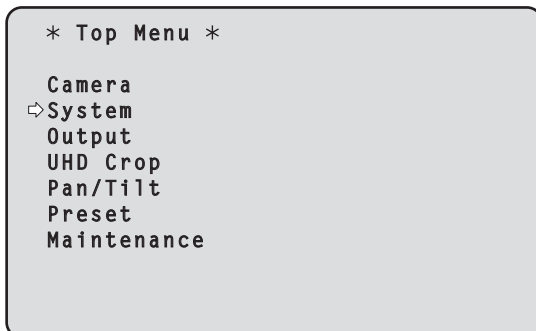 * Top Menu *
Camera
⇨System
Output
UHD Crop
Pan/Tilt
Preset
Maintenance